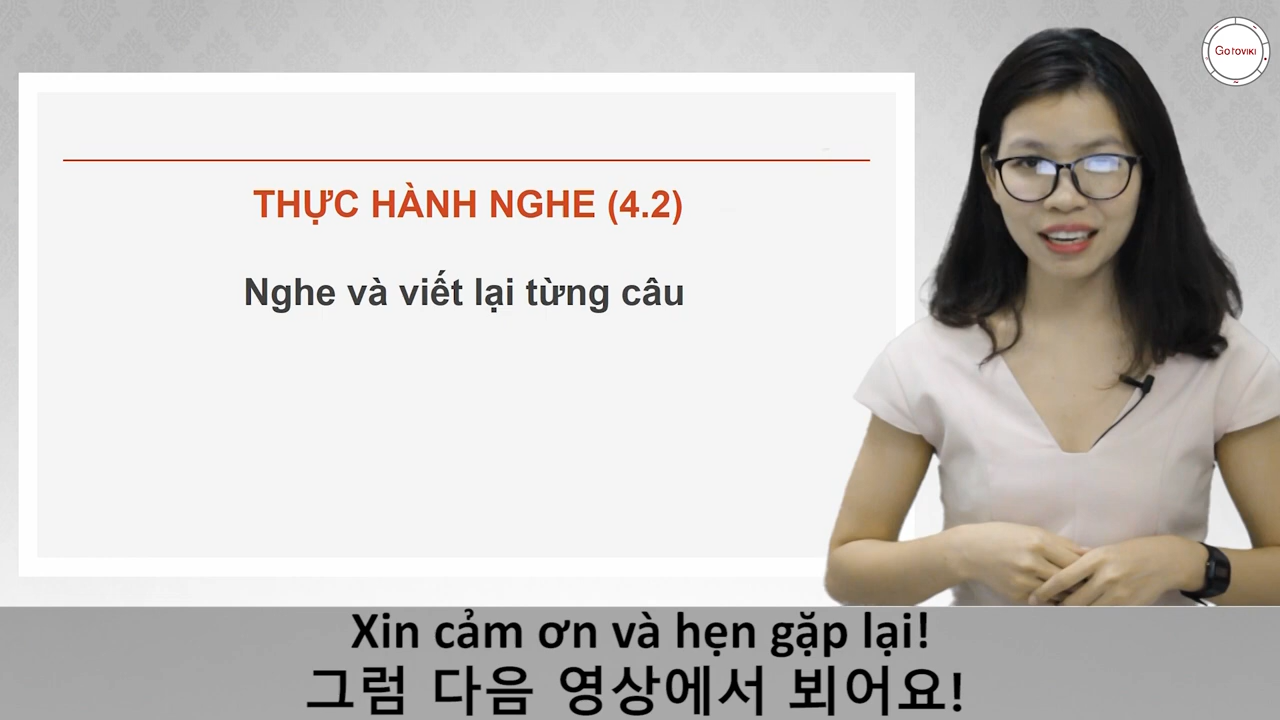 GoToVIKI
THỰC HÀNH NGHE (4.2)
Nghe và viết lại từng câu
Xin cảm ơn và hẹn gặp lại!
그럼 다음 영상에서 뵈어요!